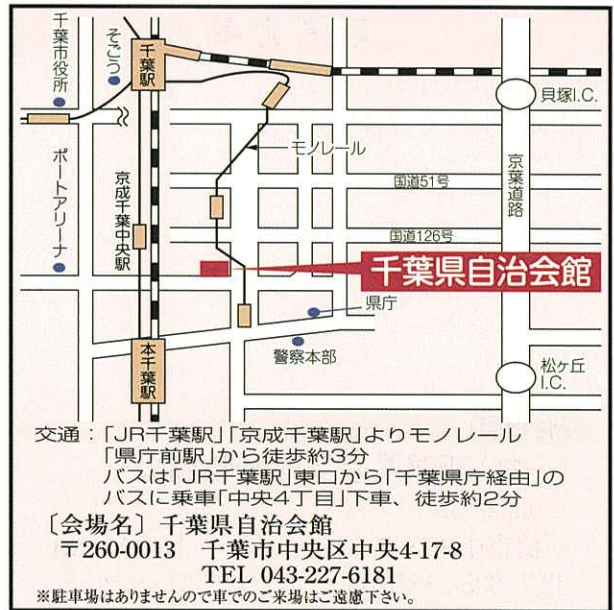 千葉市役所
そごう
千葉駅
貝塚I.C.
モノレール
京葉道路
国道51号
ポートアリーナ
京成千葉中央駅
国道126号
千葉県自治会館
県庁
本千葉駅
警察本部
松ヶ丘
I.C.
交通：「JR千葉駅」「京成千葉駅」よりモノレール
「県庁前駅」から徒歩約3分
バスは「JR千葉駅」東口から「千葉県庁経由」の
バスに乗車「中央4丁目」下車、徒歩約2分
〔会場名〕千葉県自治会館
〒260-0013　千葉市中央区中央4-17-8
TEL 043-227-6181
※駐車場はありませんので車でのご来場はご遠慮下さい。